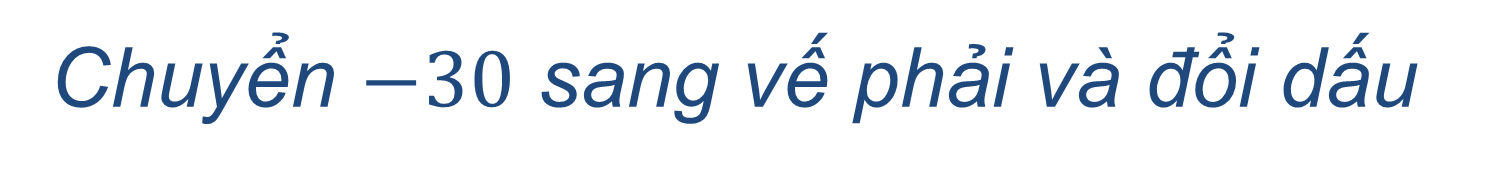 Chuyển −30 sang vế phải và đổi dấu